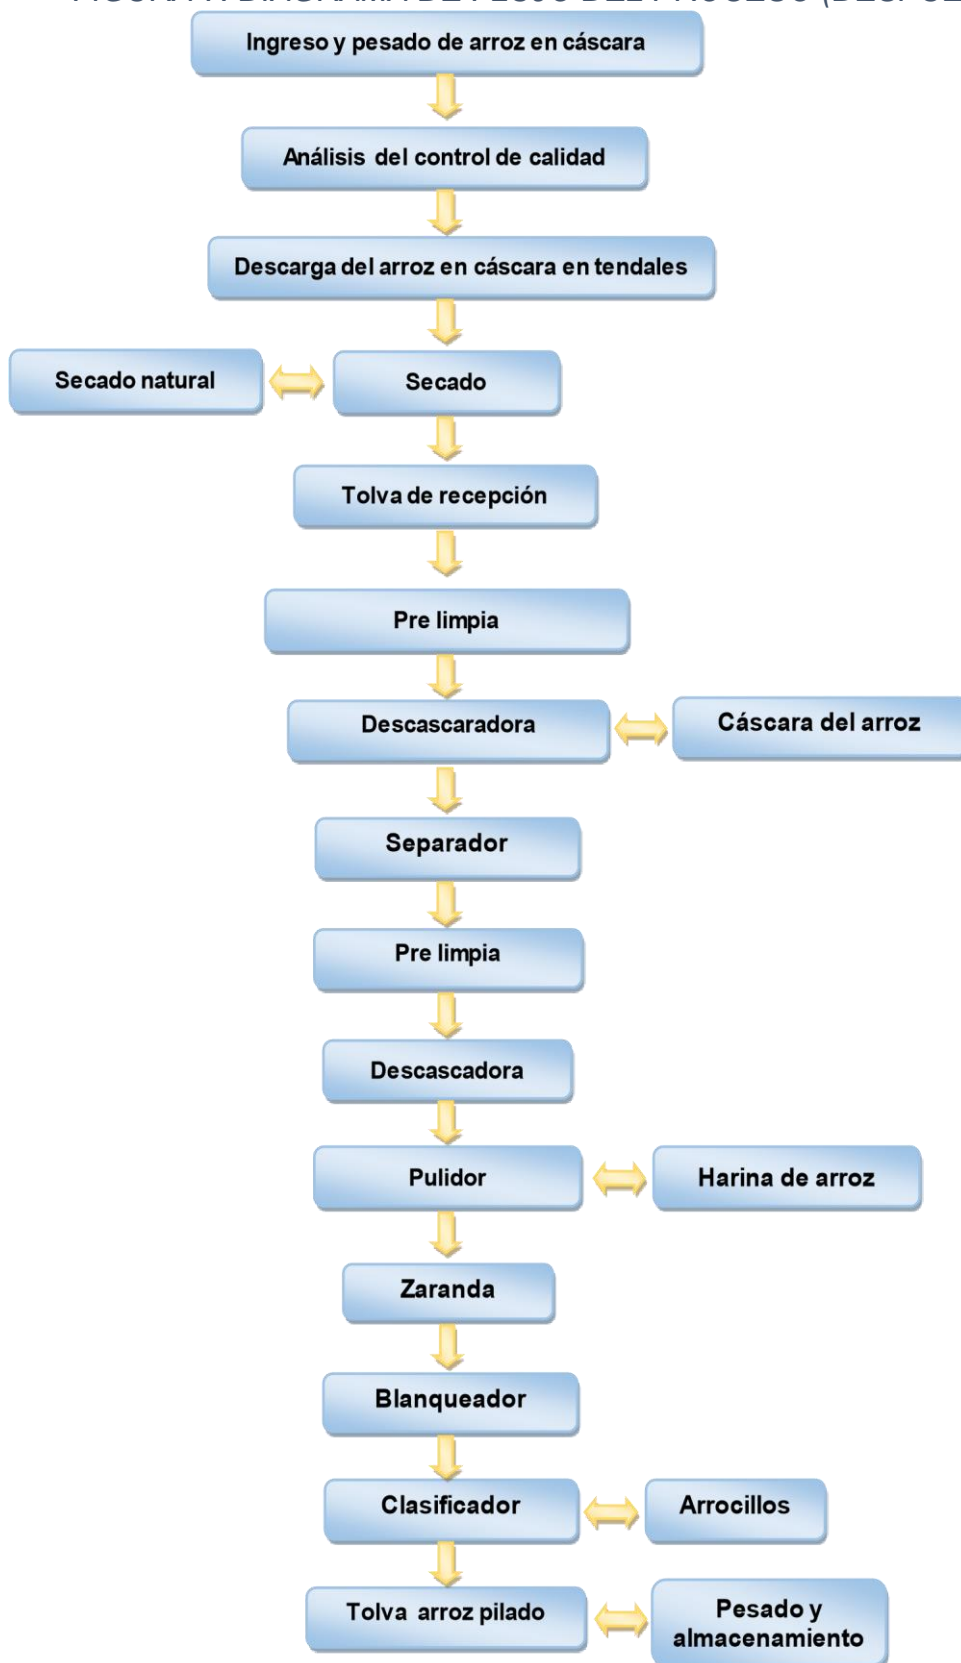 Ingreso y pesado de arroz en cáscara
Análisis del control de calidad
Descarga del arroz en cáscara en tendales
Secado natural
Secado
Tolva de recepción
Pre limpia
Descascaradora
Cáscara del arroz
Separador
Pre limpia
Descascadora
Pulidor
Harina de arroz
Zaranda
Blanqueador
Clasificador
Arrocillos
Tolva arroz pilado
Pesado y
almacenamiento